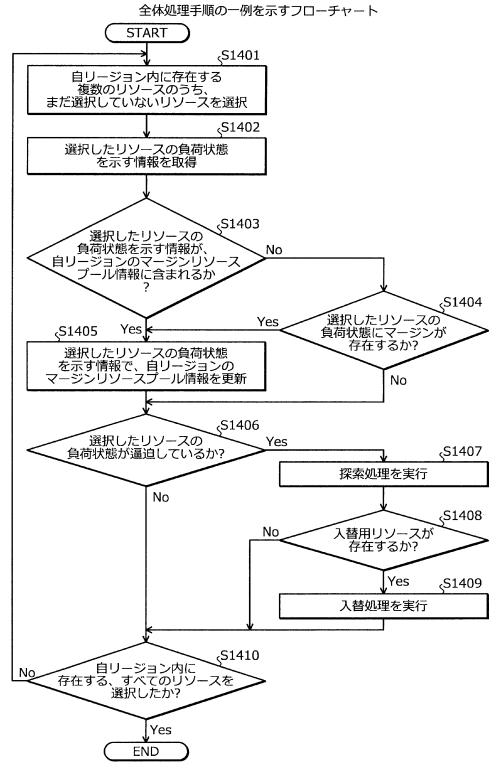 全体処理手順の一例を示すフローチャート
START
S1401
自リージョン内に存在する
複数のリソースのうち、
まだ選択していないリソースを選択
S1402
選択したリソースの負荷状態
を示す情報を取得
S1403
選択したリソースの
負荷状態を示す情報が、
自リージョンのマージンリソース
プール情報に含まれるか
?
No
Yes
S1404
選択したリソースの
負荷状態にマージンが
存在するか?
Yes
No
S1405
選択したリソースの負荷状態
を示す情報で、自リージョンの
マージンリソースプール情報を更新
S1406
選択したリソースの
負荷状態が逼迫しているか?
Yes
No
S1407
探索処理を実行
S1408
入替用リソースが
存在するか?
No
Yes
S1409
入替処理を実行
S1410
自リージョン内に
存在する、すべてのリソースを
選択したか?
No
Yes
END